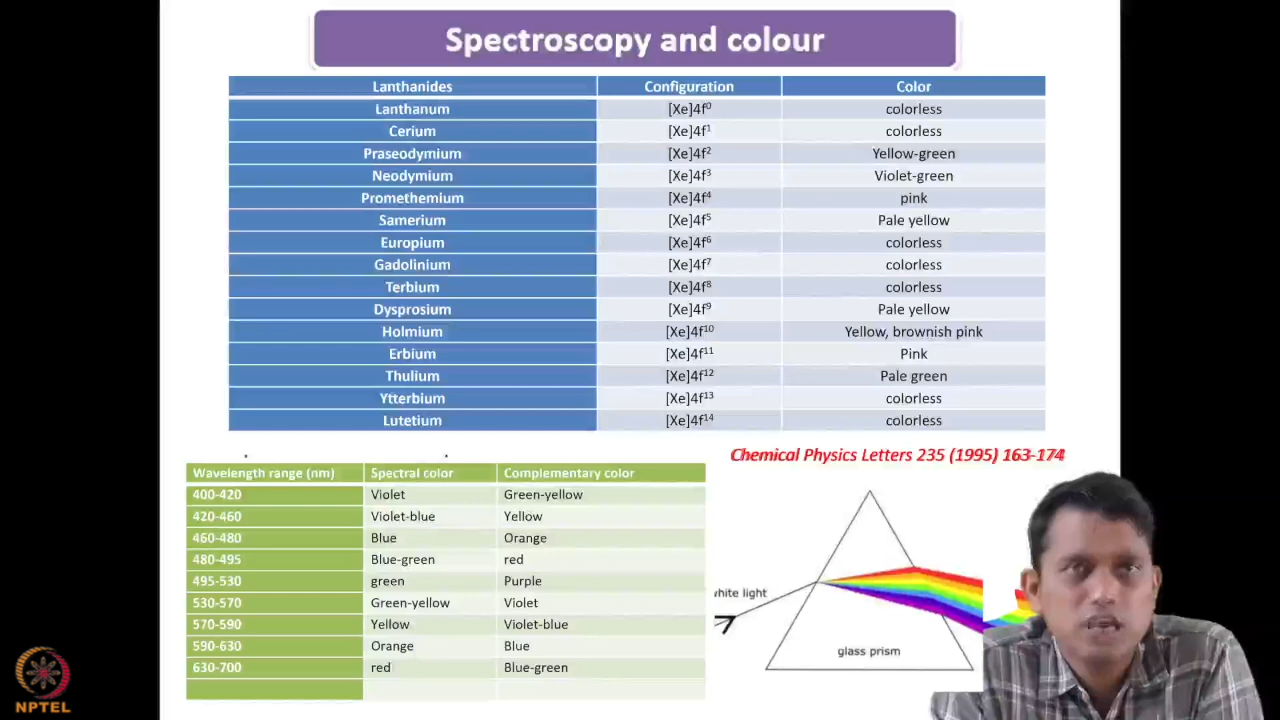 Spectroscopy and colour
Lanthanides Configuration Color
Lanthanum [Xe]4f⁰ colorless
Cerium [Xe]4f¹ colorless
Praseodymium [Xe]4f² Yellow-green
Neodymium [Xe]4f³ Violet-green
Promethemium [Xe]4f⁴ pink
Samerium [Xe]4f⁵ Pale yellow
Europium [Xe]4f⁶ colorless
Gadolinium [Xe]4f⁷ colorless
Terbium [Xe]4f⁸ colorless
Dysprosium [Xe]4f⁹ Pale yellow
Holmium [Xe]4f¹⁰ Yellow, brownish pink
Erbium [Xe]4f¹¹ Pink
Thulium [Xe]4f¹² Pale green
Ytterbium [Xe]4f¹³ colorless
Lutetium [Xe]4f¹⁴ colorless
Chemical Physics Letters 235 (1995) 163-174
Wavelength range (nm) Spectral color Complementary color
400-420 Violet Green-yellow
420-460 Violet-blue Yellow
460-480 Blue Orange
480-495 Blue-green red
495-530 green Purple
530-570 Green-yellow Violet
570-590 Yellow Violet-blue
590-630 Orange Blue
630-700 red Blue-green
white light
glass prism
NPTEL